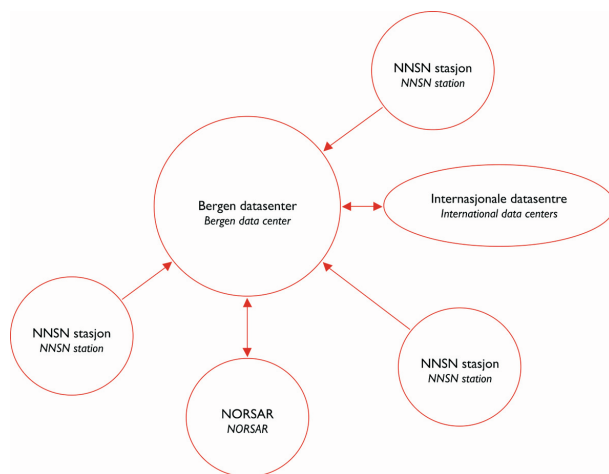 NNSN stasjon
NNSN station
Bergen datasenter
Bergen data center
Internasjonale datasentre
International data centers
NNSN stasjon
NNSN station
NNSN stasjon
NNSN station
NORSAR
NORSAR